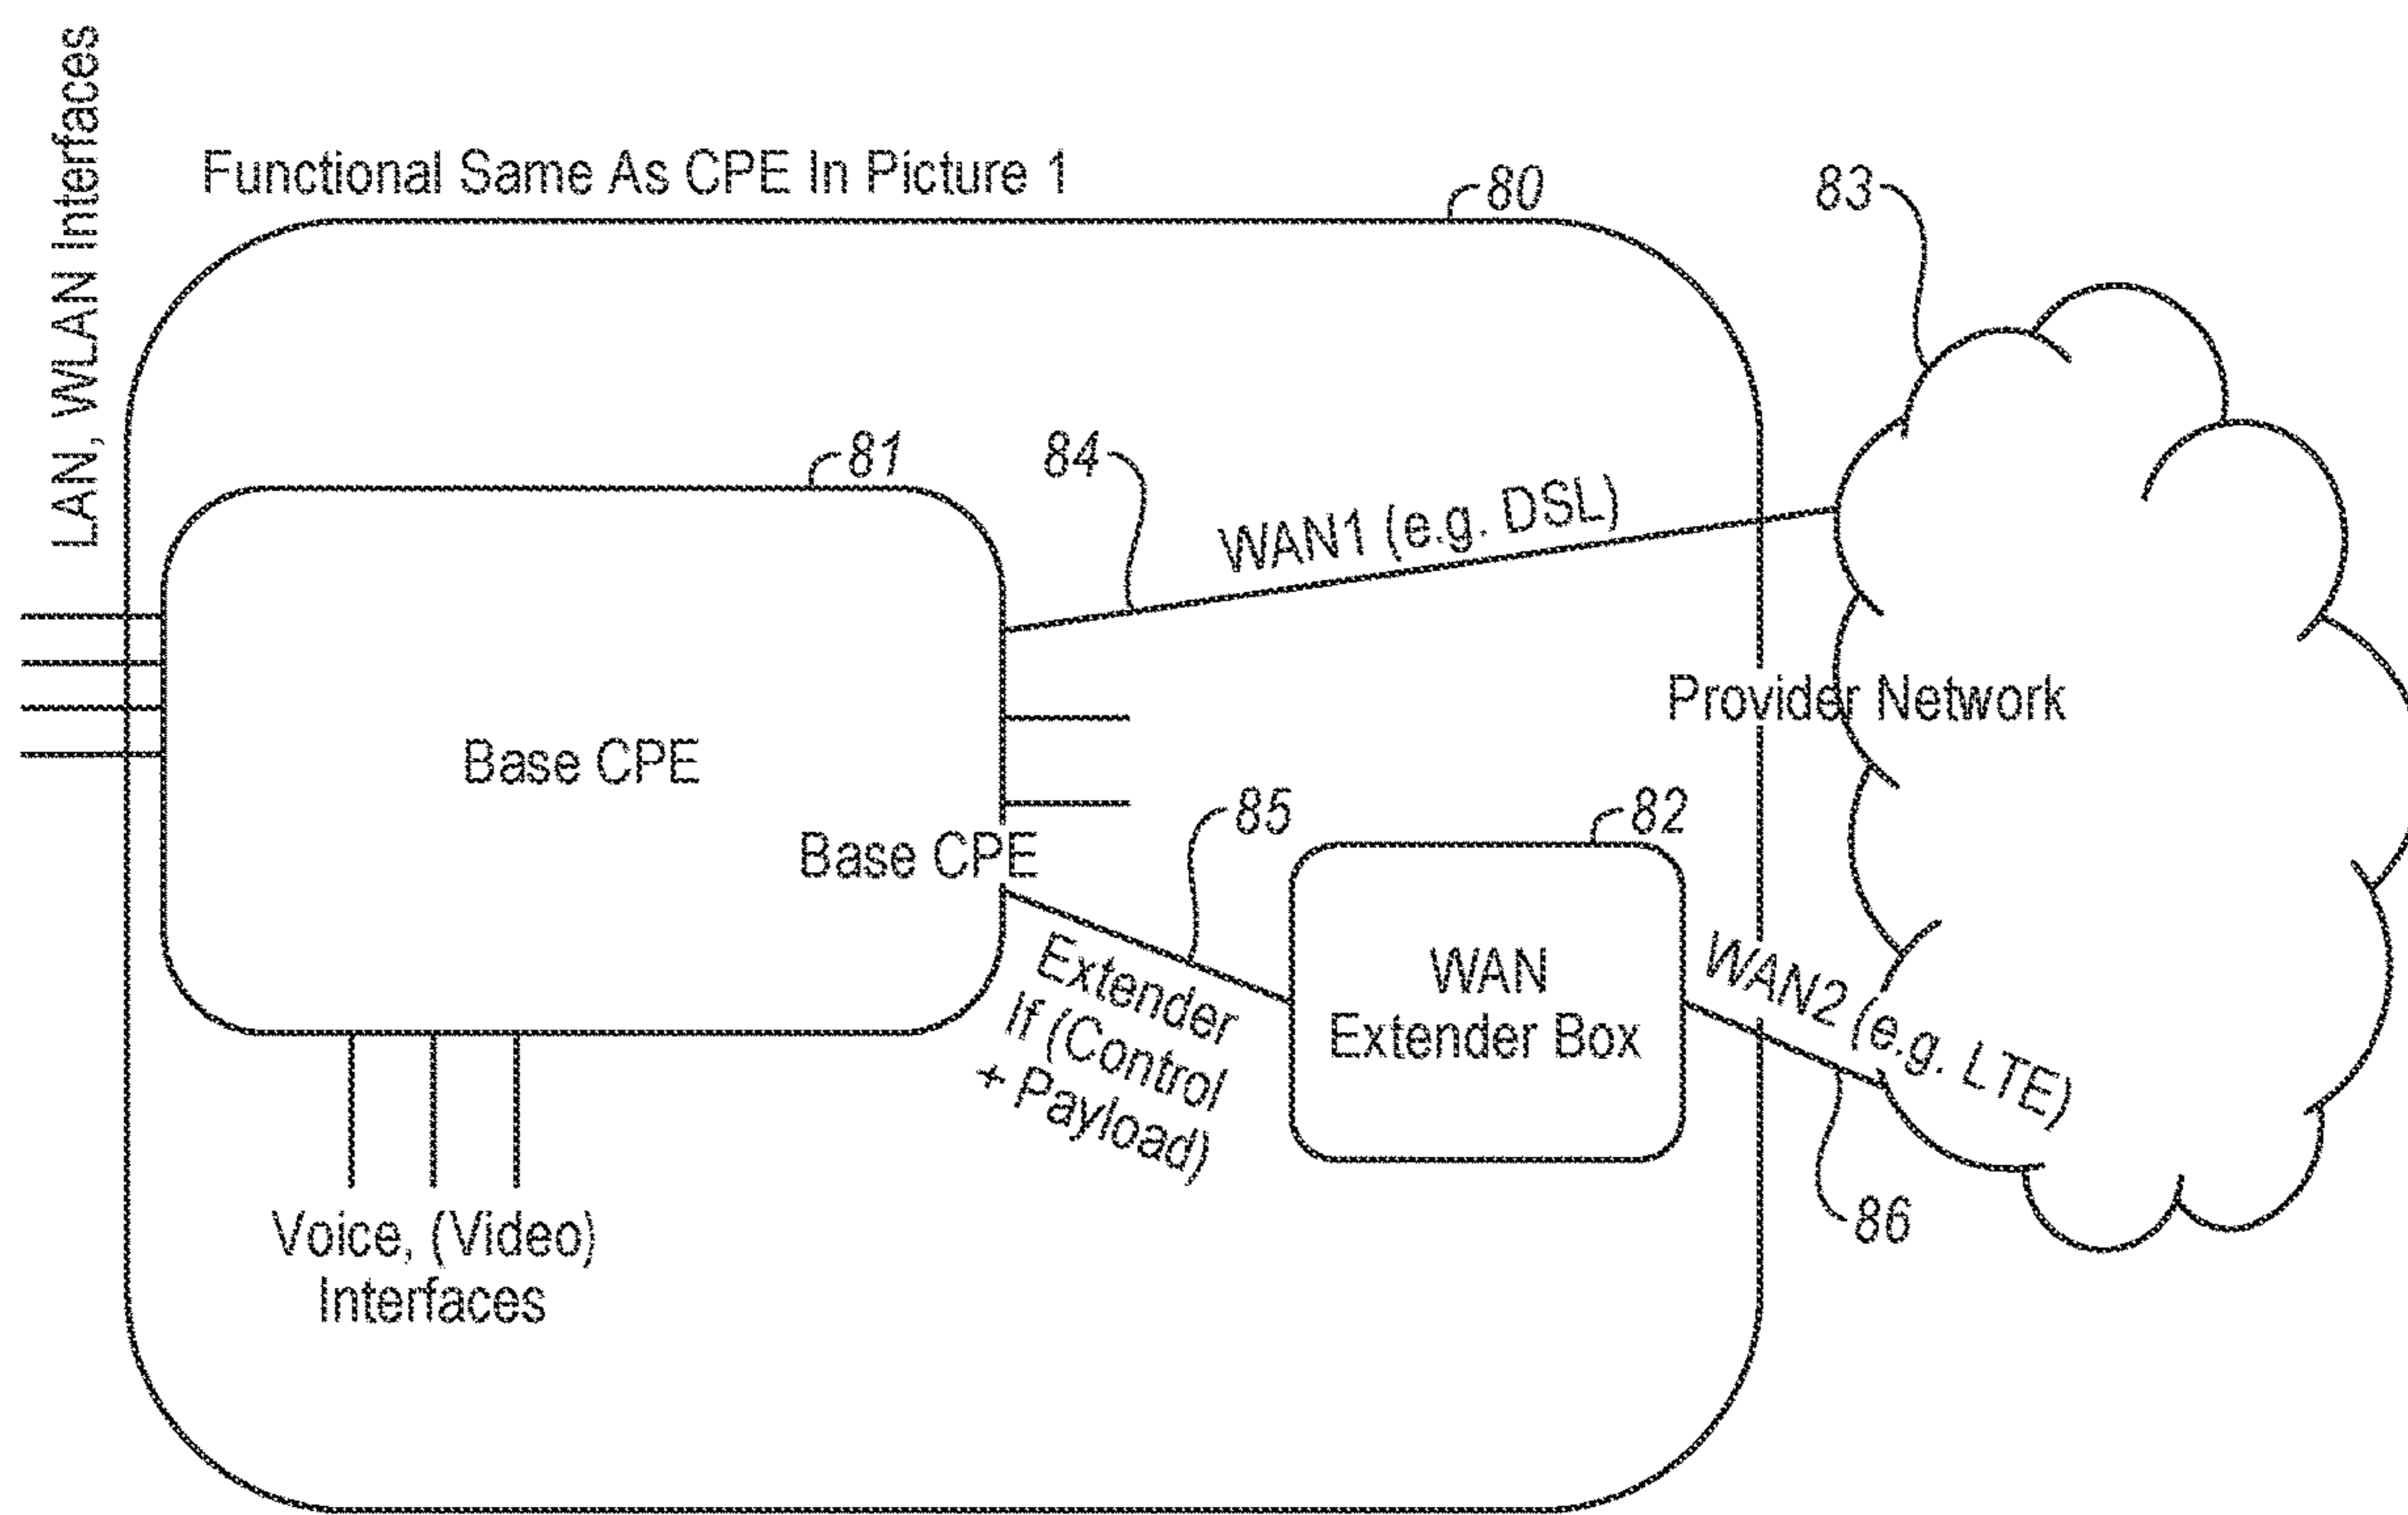 LAN, WLAN Interfaces
Functional Same As CPE In Picture 1
80
83
81
84
WAN1 (e.g. DSL)
Provider Network
Base CPE
85
82
Base CPE
Extender
If (Control
+ Payload)
WAN
Extender Box
WAN2 (e.g. LTE)
86
Voice, (Video)
Interfaces